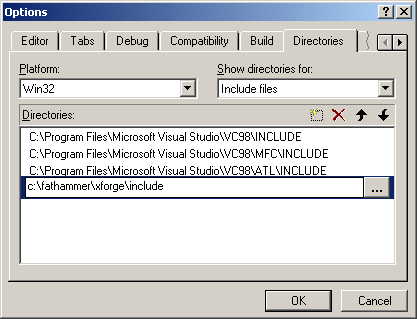 Options
Editor Tabs Debug Compatibility Build Directories
Platform: Show directories for:
Win32 Include files
Directories:
C:\Program Files\Microsoft Visual Studio\VC98\INCLUDE
C:\Program Files\Microsoft Visual Studio\VC98\MFC\INCLUDE
C:\Program Files\Microsoft Visual Studio\VC98\ATL\INCLUDE
c:\fathammer\xforge\include ...
OK Cancel